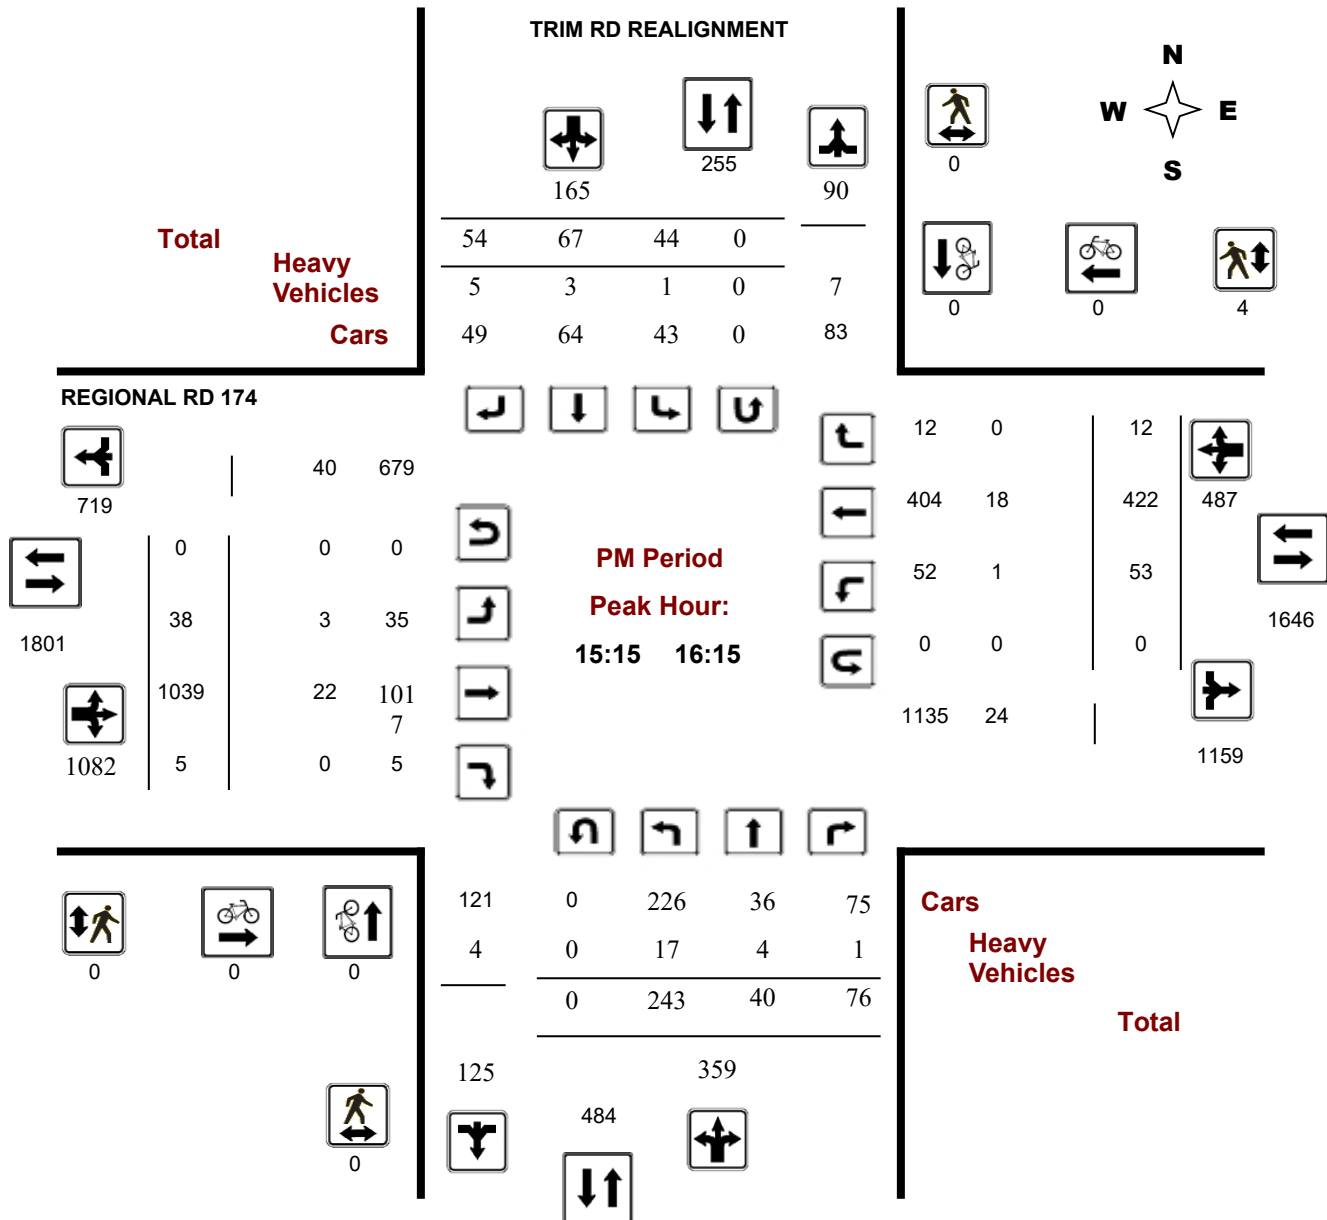 TRIM RD REALIGNMENT
N
W E
S
255
0
165
90
Total
54 67 44 0
Heavy
Vehicles
5 3 1 0 7
0 0 4
Cars
49 64 43 0 83
REGIONAL RD 174
12 0 12
40 679
719
404 18 422 487
0 0 0
PM Period
52 1 53
Peak Hour:
38 3 35
1646
1801
15:15 16:15
0 0 0
1039 22 101
7
1135 24
1159
1082 5 0 5
121 0 226 36 75
Cars
4 0 17 4 1
Heavy
Vehicles
0 0 0
0 243 40 76
Total
125 359
484
0